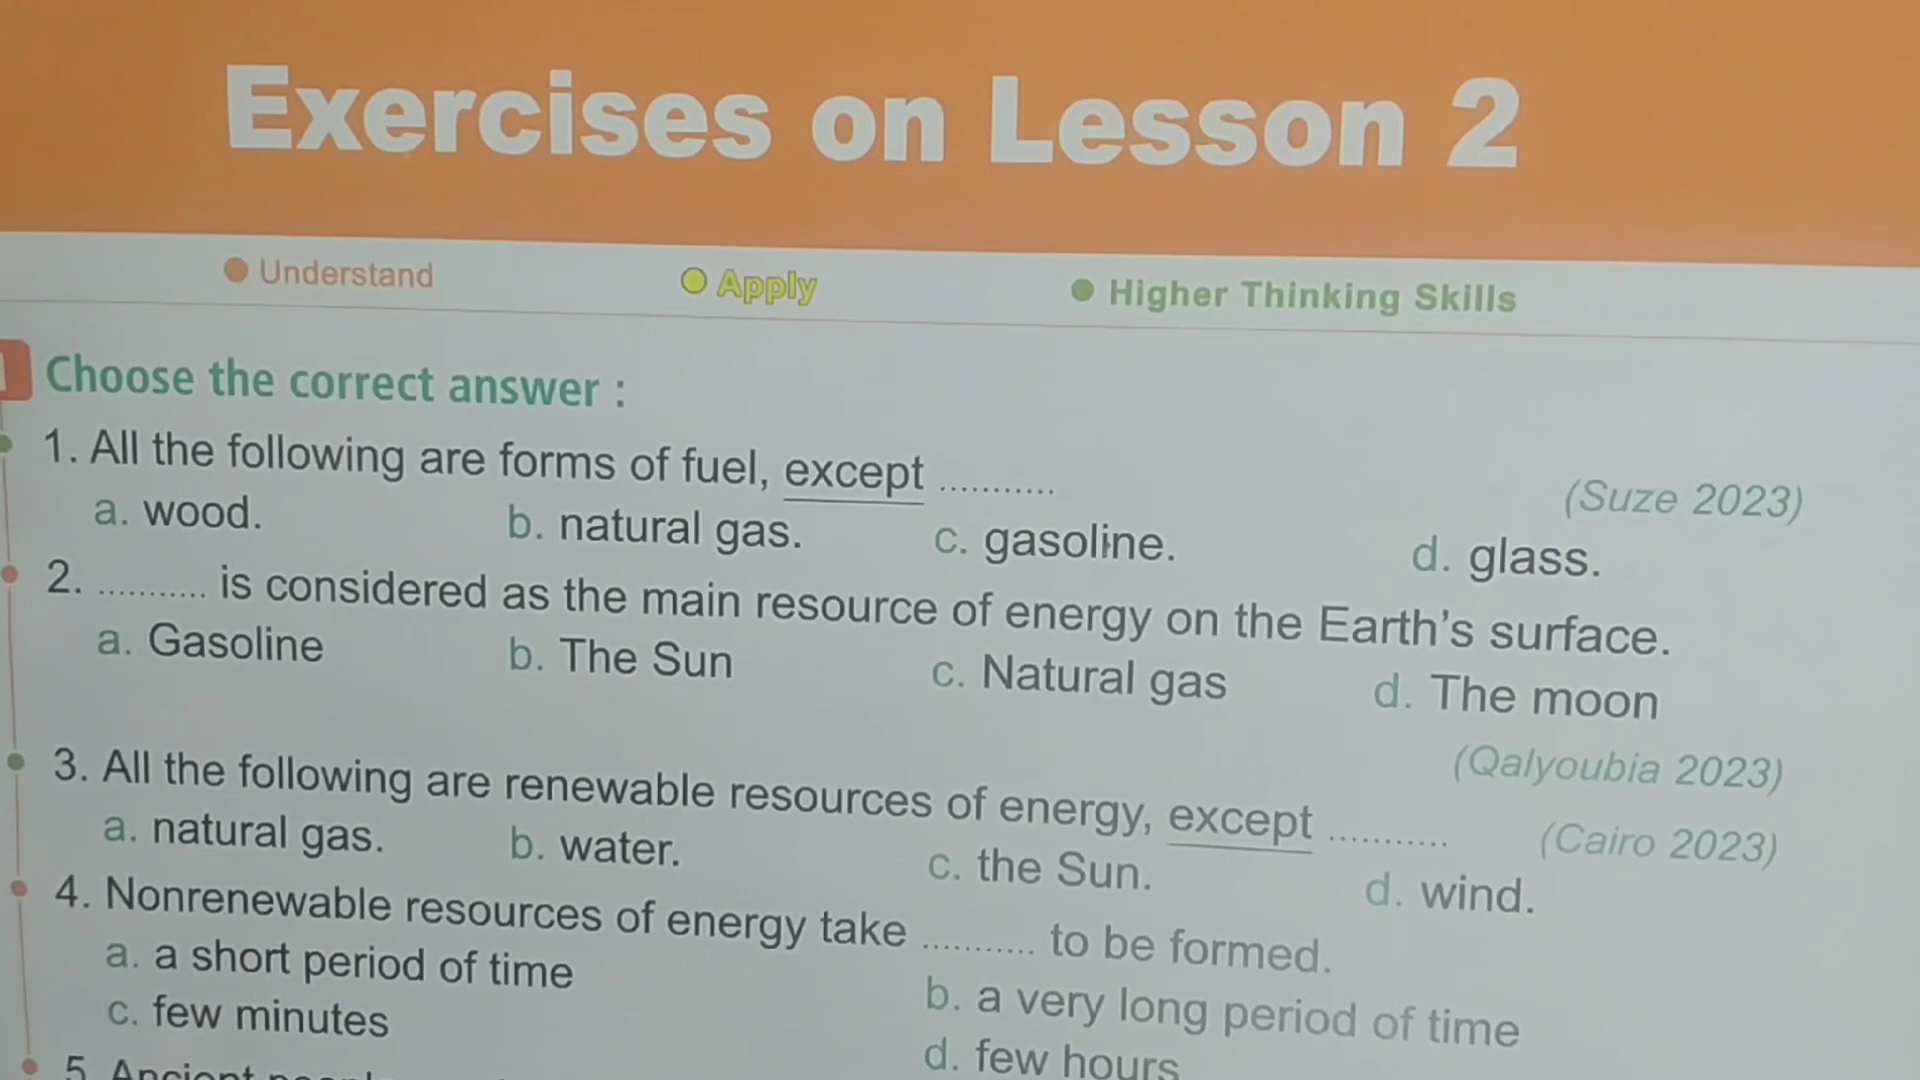 Exercises on Lesson 2
Understand Apply Higher Thinking Skills
Choose the correct answer :
1. All the following are forms of fuel, except ...........
(Suze 2023)
a. wood. b. natural gas. c. gasoline. d. glass.
2. ........... is considered as the main resource of energy on the Earth's surface.
a. Gasoline b. The Sun c. Natural gas d. The moon
(Qalyoubia 2023)
3. All the following are renewable resources of energy, except ........... (Cairo 2023)
a. natural gas. b. water. c. the Sun. d. wind.
4. Nonrenewable resources of energy take ........... to be formed.
a. a short period of time b. a very long period of time
c. few minutes d. few hours
5. Ancient